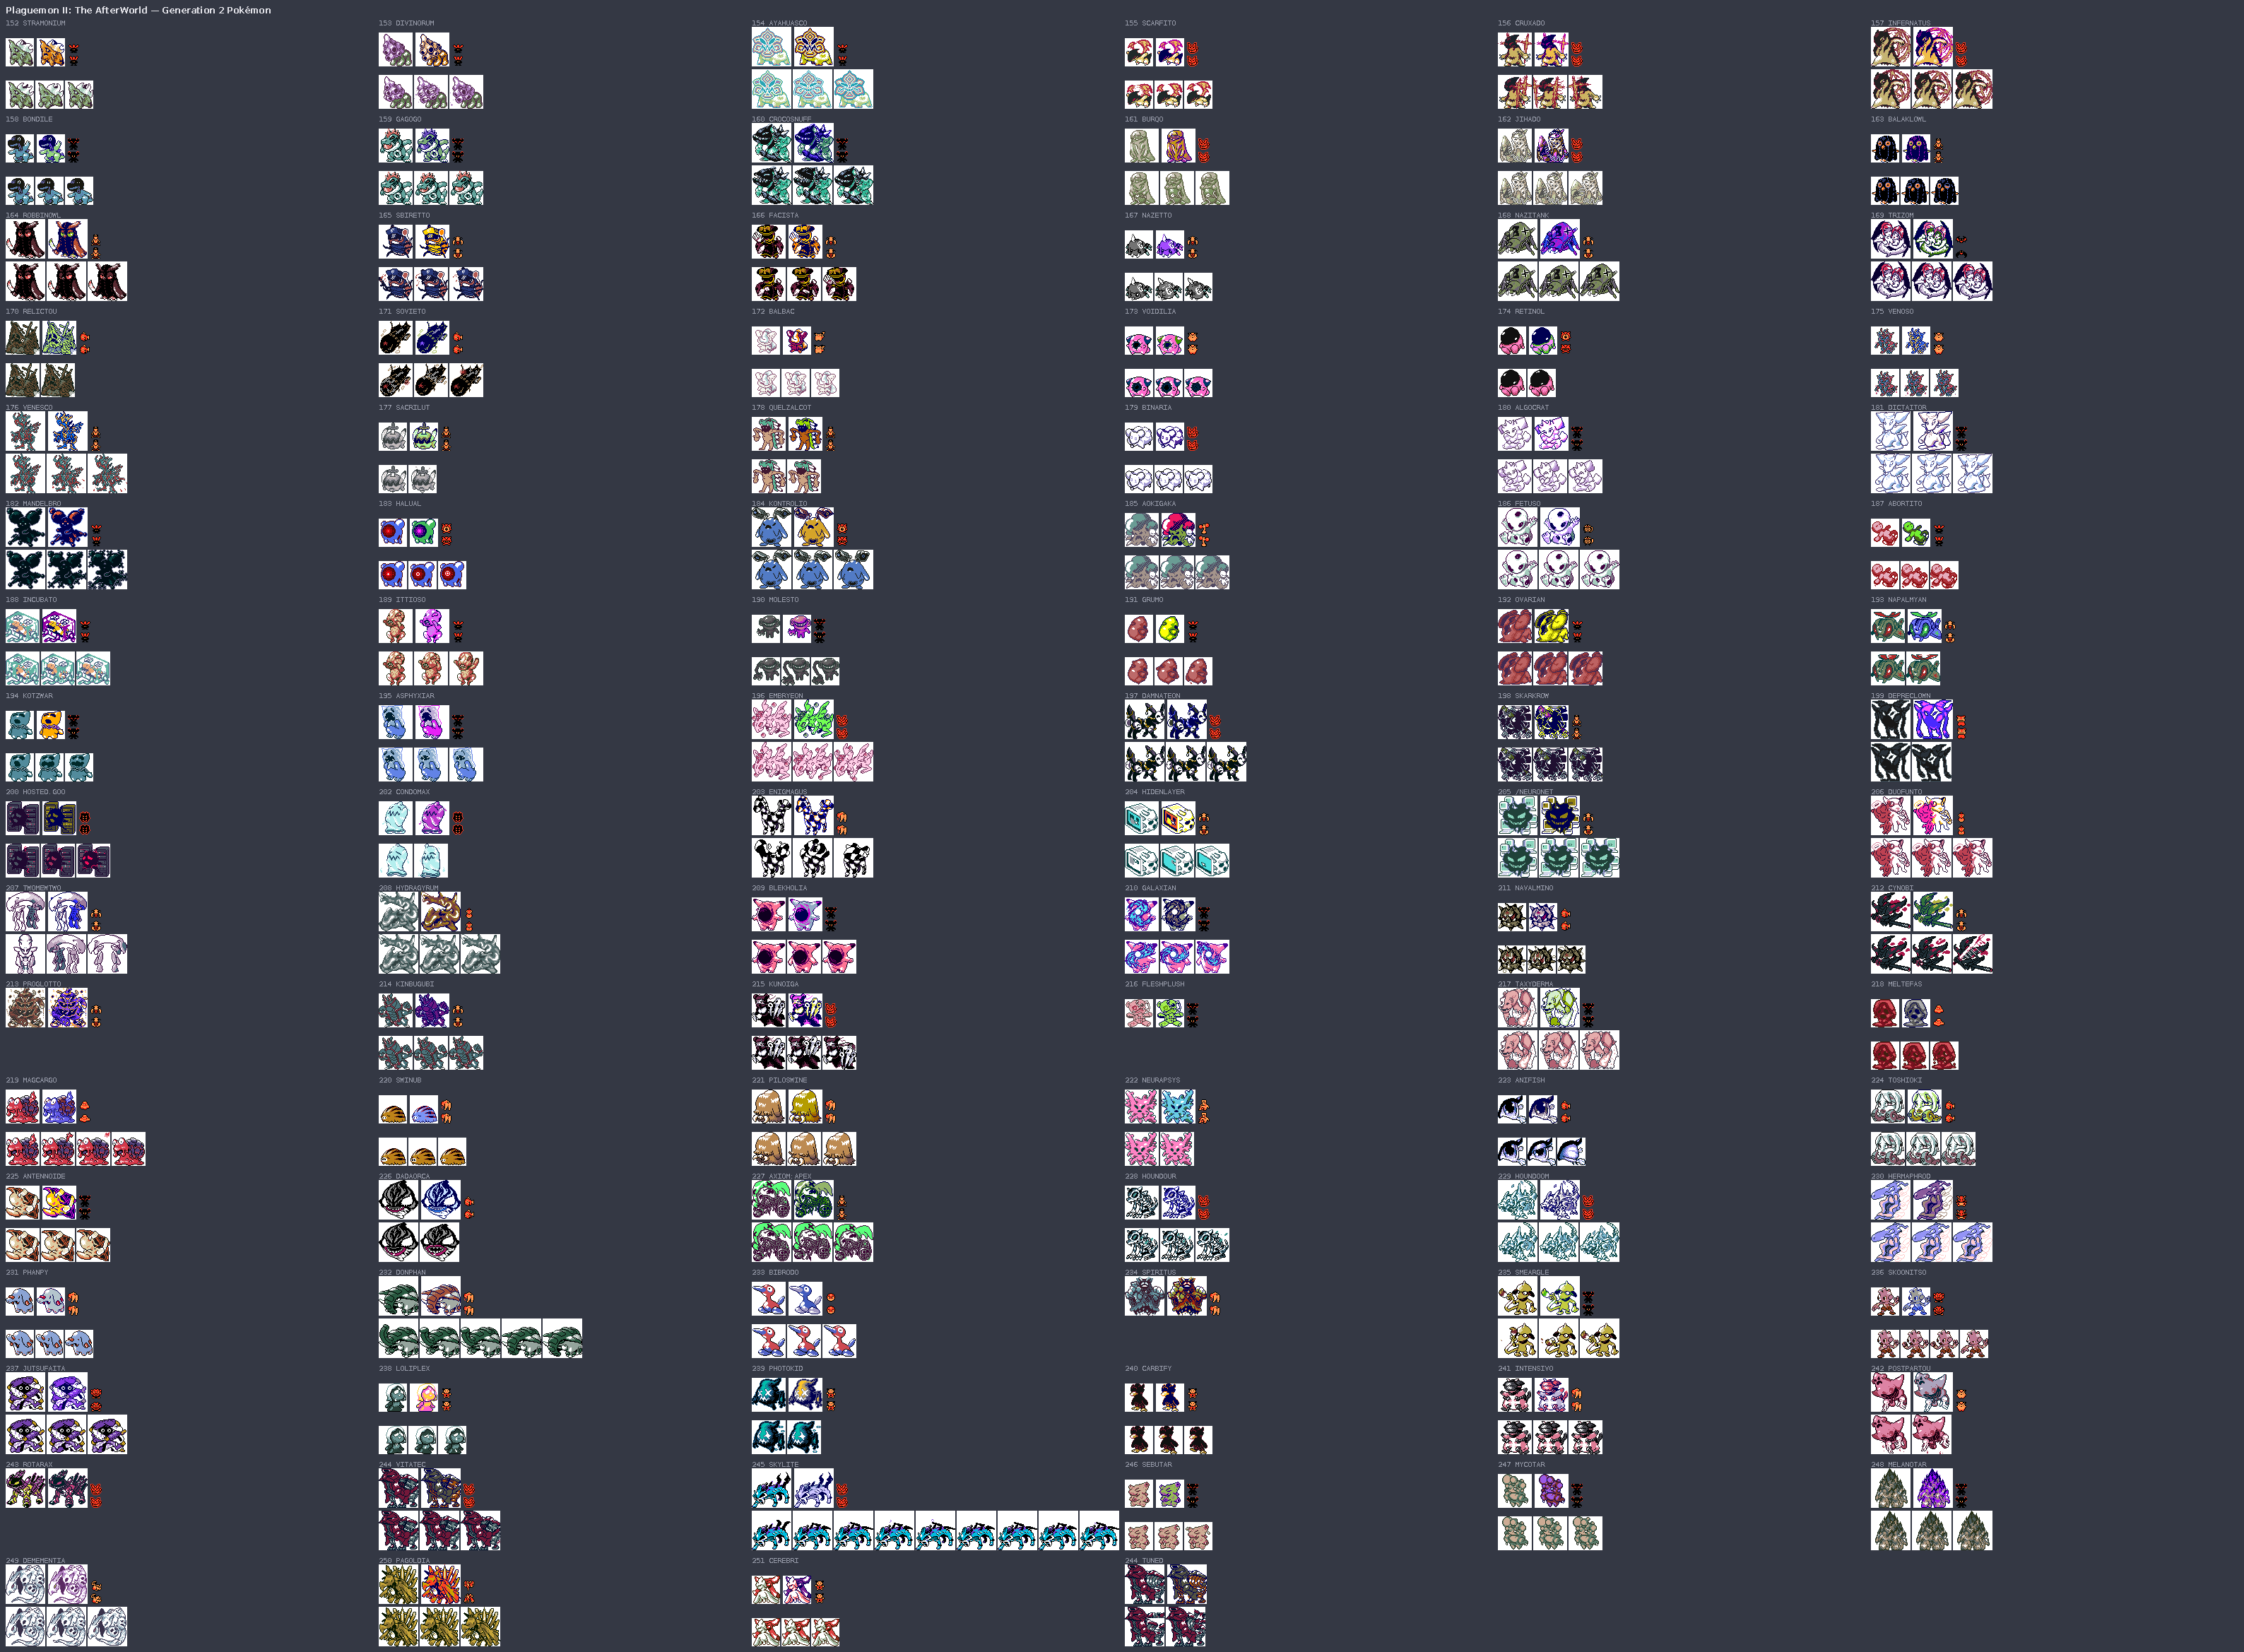 Plaguemon II: The AfterWorld — Generation 2 Pokémon
152 STRAMONIUM
153 DIVINORUM
154 AYAHUASCO
155 SCARFITO
156 CRUXADO
157 INFERNATUS
158 BONDILE
159 GAGOGO
160 CROCOSNUFF
161 BURQO
162 JIHADO
163 BALAKLOWL
164 ROBBINOWL
165 SBIRETTO
166 FACISTA
167 NAZETTO
168 NAZITANK
169 TRIZOM
170 RELICTOU
171 SOVIETO
172 BALBAC
173 VOIDILIA
174 RETINOL
175 VENOSO
176 VENESCO
177 SACRILUT
178 QUELZALCOT
179 BINARIA
180 ALGOCRAT
181 DICTAITOR
182 MANDELBRO
183 HALUAL
184 KONTROLIO
185 AOKIGAKA
186 FETUSO
187 ABORTITO
188 INCUBATO
189 ITTIOSO
190 MOLESTO
191 GRUMO
192 OVARIAN
193 NAPALMYAN
194 KOTZWAR
195 ASPHYXIAR
196 EMBRYEON
197 DAMNATEON
198 SKARKROW
199 DEPRECLOWN
200 HOSTED GOO
202 CONDOMAX
203 ENIGMAGUS
204 HIDENLAYER
205 /NEURONET
206 DUOFUNTO
207 TWOMEWTWO
208 HYDRAGYRUM
209 BLEKHOLIA
210 GALAXIAN
211 NAVALMINO
212 CYNOBI
213 PROGLOTTO
214 KINBUGUBI
215 KUNOIGA
216 FLESHPLUSH
217 TAXYDERMA
218 MELTEFAS
219 MAGCARGO
220 SWINUB
221 PILOSWINE
222 NEURAPSYS
223 ANIFISH
224 TOSHIOKI
225 ANTENNOIDE
226 DADAORCA
227 AXIOM APEX
228 HOUNDOUR
229 HOUNDOOM
230 HERMAPHROD
231 PHANPY
232 DONPHAN
233 BIBRODO
234 SPIRITUS
235 SMEARGLE
236 SKOONITSO
237 JUTSUFAITA
238 LOLIPLEX
239 PHOTOKID
240 CARBIFY
241 INTENSIVO
242 POSTPARTOU
243 ROTARAX
244 VITATEC
245 SKYLITE
246 SEBUTAR
247 MYCOTAR
248 MELANOTAR
249 DEMEMENTIA
250 PAGOLDIA
251 CEREBRI
244 TUNED